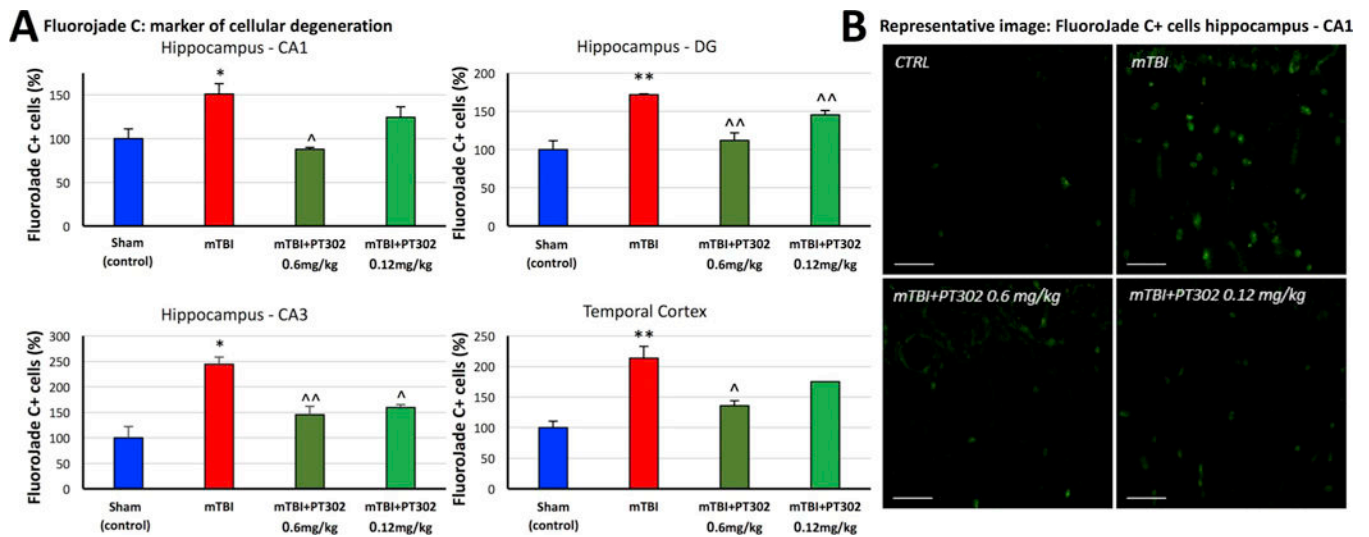 A Fluorojade C: marker of cellular degeneration
Hippocampus - CA1
FluoroJade C+ cells (%)
150
100
50
0
*
^
Sham
(control)
mTBI
mTBI+PT302
0.6mg/kg
mTBI+PT302
0.12mg/kg
Hippocampus - DG
FluoroJade C+ cells (%)
200
150
100
50
0
**
^^
^^
Sham
(control)
mTBI
mTBI+PT302
0.6mg/kg
mTBI+PT302
0.12mg/kg
Hippocampus - CA3
FluoroJade C+ cells (%)
300
250
200
150
100
50
0
*
^^
^
Sham
(control)
mTBI
mTBI+PT302
0.6mg/kg
mTBI+PT302
0.12mg/kg
Temporal Cortex
FluoroJade C+ cells (%)
250
200
150
100
50
0
**
^
Sham
(control)
mTBI
mTBI+PT302
0.6mg/kg
mTBI+PT302
0.12mg/kg
B Representative image: FluoroJade C+ cells hippocampus - CA1
CTRL
mTBI
mTBI+PT302 0.6 mg/kg
mTBI+PT302 0.12 mg/kg